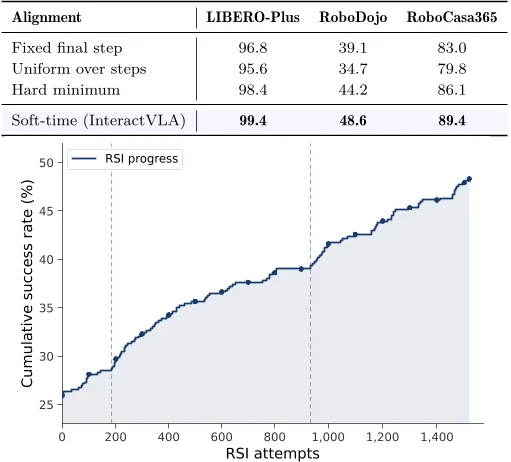 Alignment LIBERO-Plus RoboDojo RoboCasa365
Fixed final step 96.8 39.1 83.0
Uniform over steps 95.6 34.7 79.8
Hard minimum 98.4 44.2 86.1
Soft-time (InteractVLA) 99.4 48.6 89.4
RSI progress
Cumulative success rate (%)
50
45
40
35
30
25
0 200 400 600 800 1,000 1,200 1,400
RSI attempts